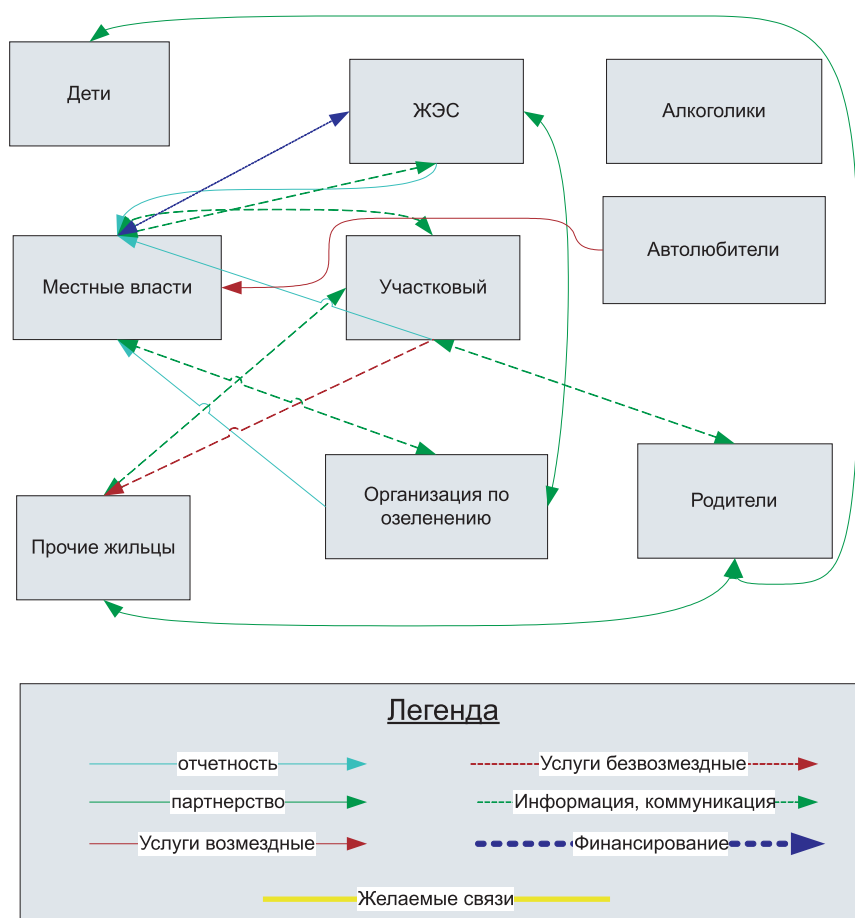 Дети
ЖЭС
Алкоголики
Автолюбители
Местные власти
Участковый
Организация по
озеленению
Родители
Прочие жильцы
Легенда
отчетность
Услуги безвозмездные
партнерство
Информация, коммуникация
Услуги возмездные
Финансирование
Желаемые связи